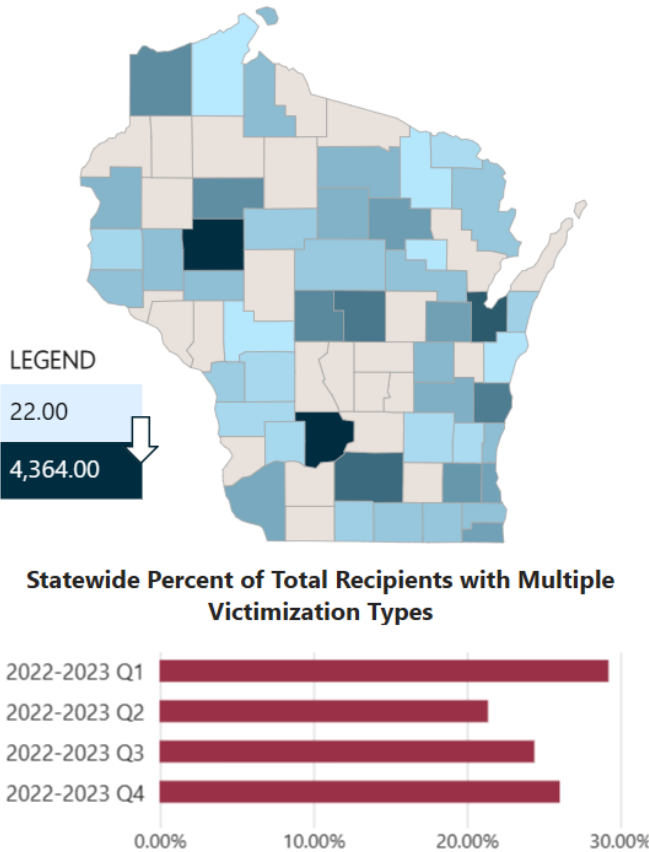 LEGEND
22.00
4,364.00
Statewide Percent of Total Recipients with Multiple
Victimization Types
2022-2023 Q1
2022-2023 Q2
2022-2023 Q3
2022-2023 Q4
0.00%
10.00%
20.00%
30.00%